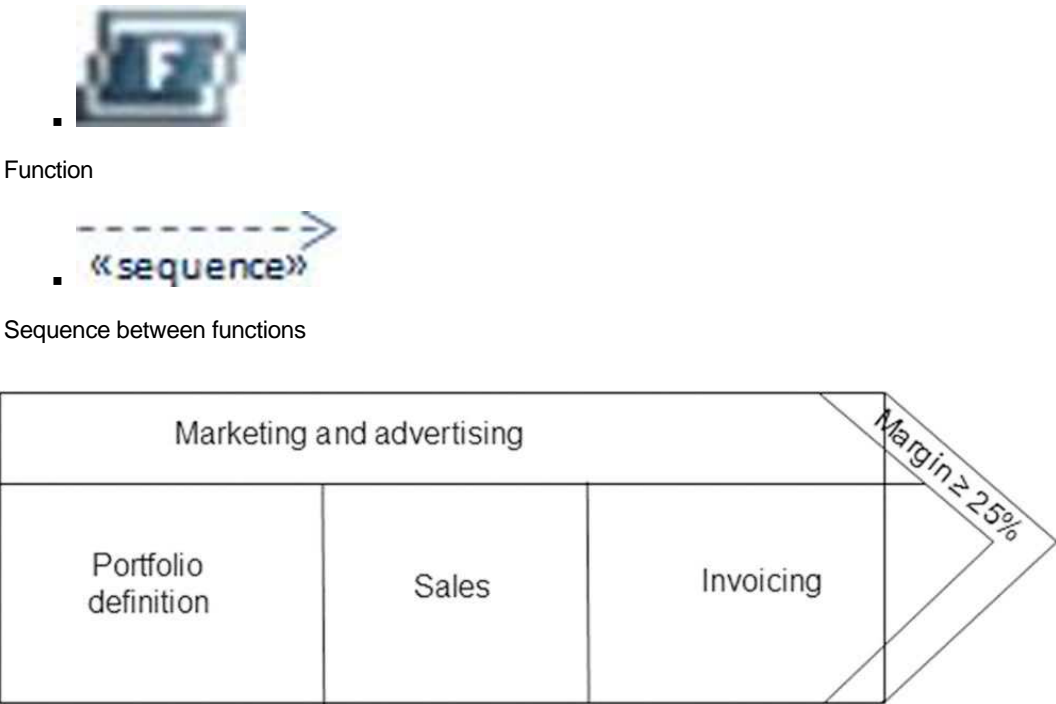 F
Function
«sequence»
Sequence between functions
Marketing and advertising
Margin ≥ 25%
Portfolio
definition
Sales
Invoicing